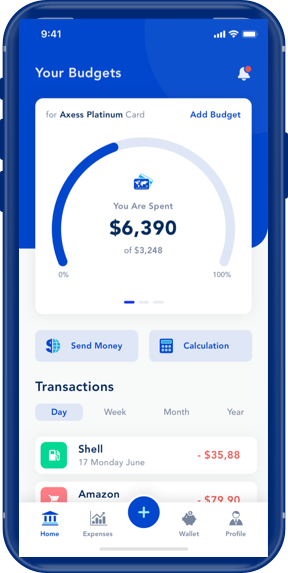 9:41
Your Budgets
for Axess Platinum Card
Add Budget
You Are Spent
$6,390
of $3,248
0%
100%
Send Money
Calculation
Transactions
Day
Week
Month
Year
Shell
- $35,88
17 Monday June
Amazon
- $79,90
Home
Expenses
Wallet
Profile